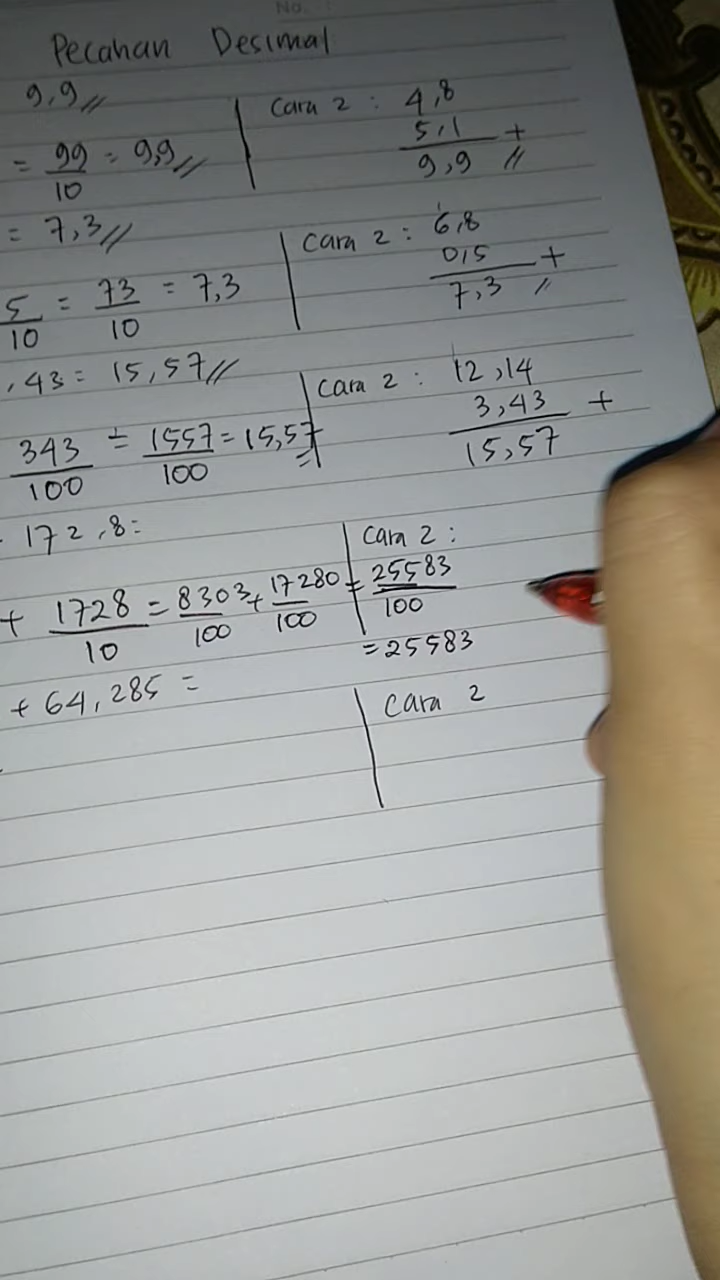 No.
Pecahan Desimal
9,9 //
= 99/10 = 9,9 //
Cara 2 : 4,8
5,1 +
9,9 //
= 7,3 //
5/10 = 73/10 = 7,3
Cara 2 : 6,8
0,5 +
7,3 //
,43 = 15,57 //
343/100 = 1557/100 = 15,57
Cara 2 : 12,14
3,43 +
15,57
172,8 =
+ 1728/10 = 8303/100 + 17280/100 = 25583/100
= 25583
Cara 2 :
+ 64,285 =
Cara 2